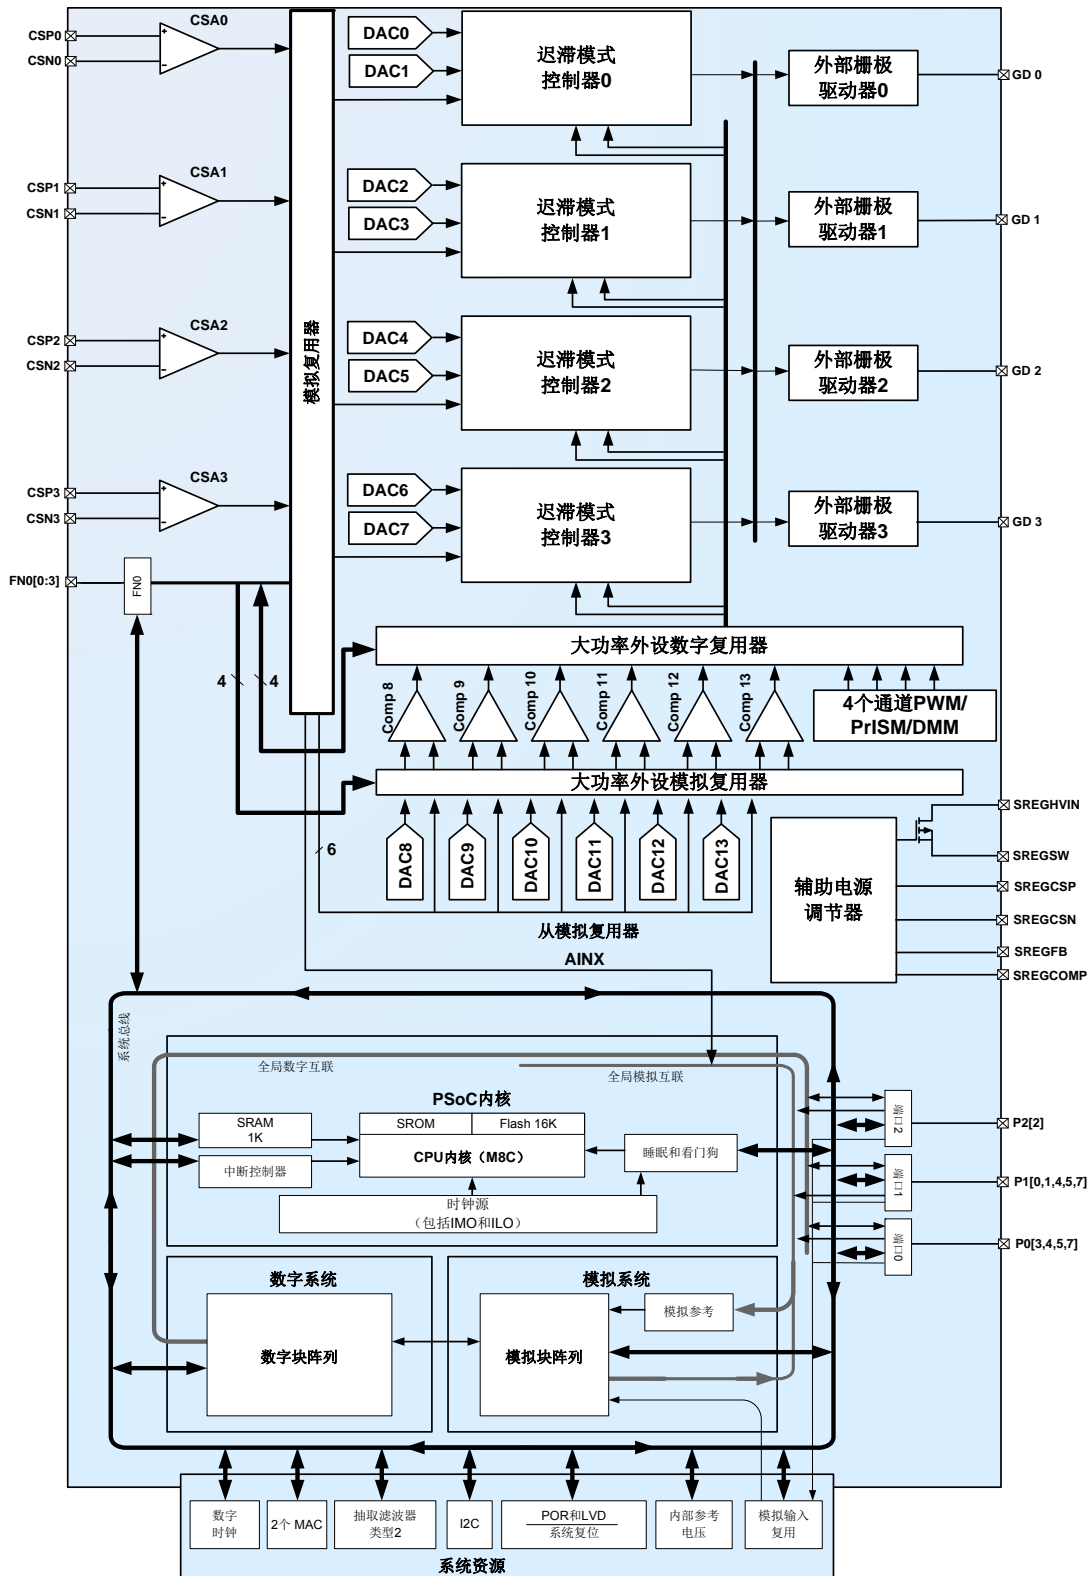 CSA0
CSP0
CSN0
DAC0
DAC1
迟滞模式
控制器0
外部栅极
驱动器0
GD 0
CSA1
CSP1
CSN1
DAC2
DAC3
迟滞模式
控制器1
外部栅极
驱动器1
GD 1
CSA2
CSP2
CSN2
模拟复用器
DAC4
DAC5
迟滞模式
控制器2
外部栅极
驱动器2
GD 2
CSA3
CSP3
CSN3
DAC6
DAC7
迟滞模式
控制器3
外部栅极
驱动器3
GD 3
FN0[0:3]
FN0
大功率外设数字复用器
4
4
Comp 8
Comp 9
Comp 10
Comp 11
Comp 12
Comp 13
4个通道PWM/
PrISM/DMM
大功率外设模拟复用器
6
DAC8
DAC9
DAC10
DAC11
DAC12
DAC13
从模拟复用器
AINX
辅助电源
调节器
SREGHVIN
SREGSW
SREGCSP
SREGCSN
SREGFB
SREGCOMP
系统总线
全局数字互联
全局模拟互联
PSoC内核
SRAM
1K
SROM
Flash 16K
CPU内核（M8C）
中断控制器
睡眠和看门狗
时钟源
（包括IMO和ILO）
端口2
P2[2]
端口1
P1[0,1,4,5,7]
端口0
P0[3,4,5,7]
数字系统
数字块阵列
模拟系统
模拟块阵列
模拟参考
数字
时钟
2个 MAC
抽取滤波器
类型2
I2C
POR和LVD
系统复位
内部参考
电压
模拟输入
复用
系统资源